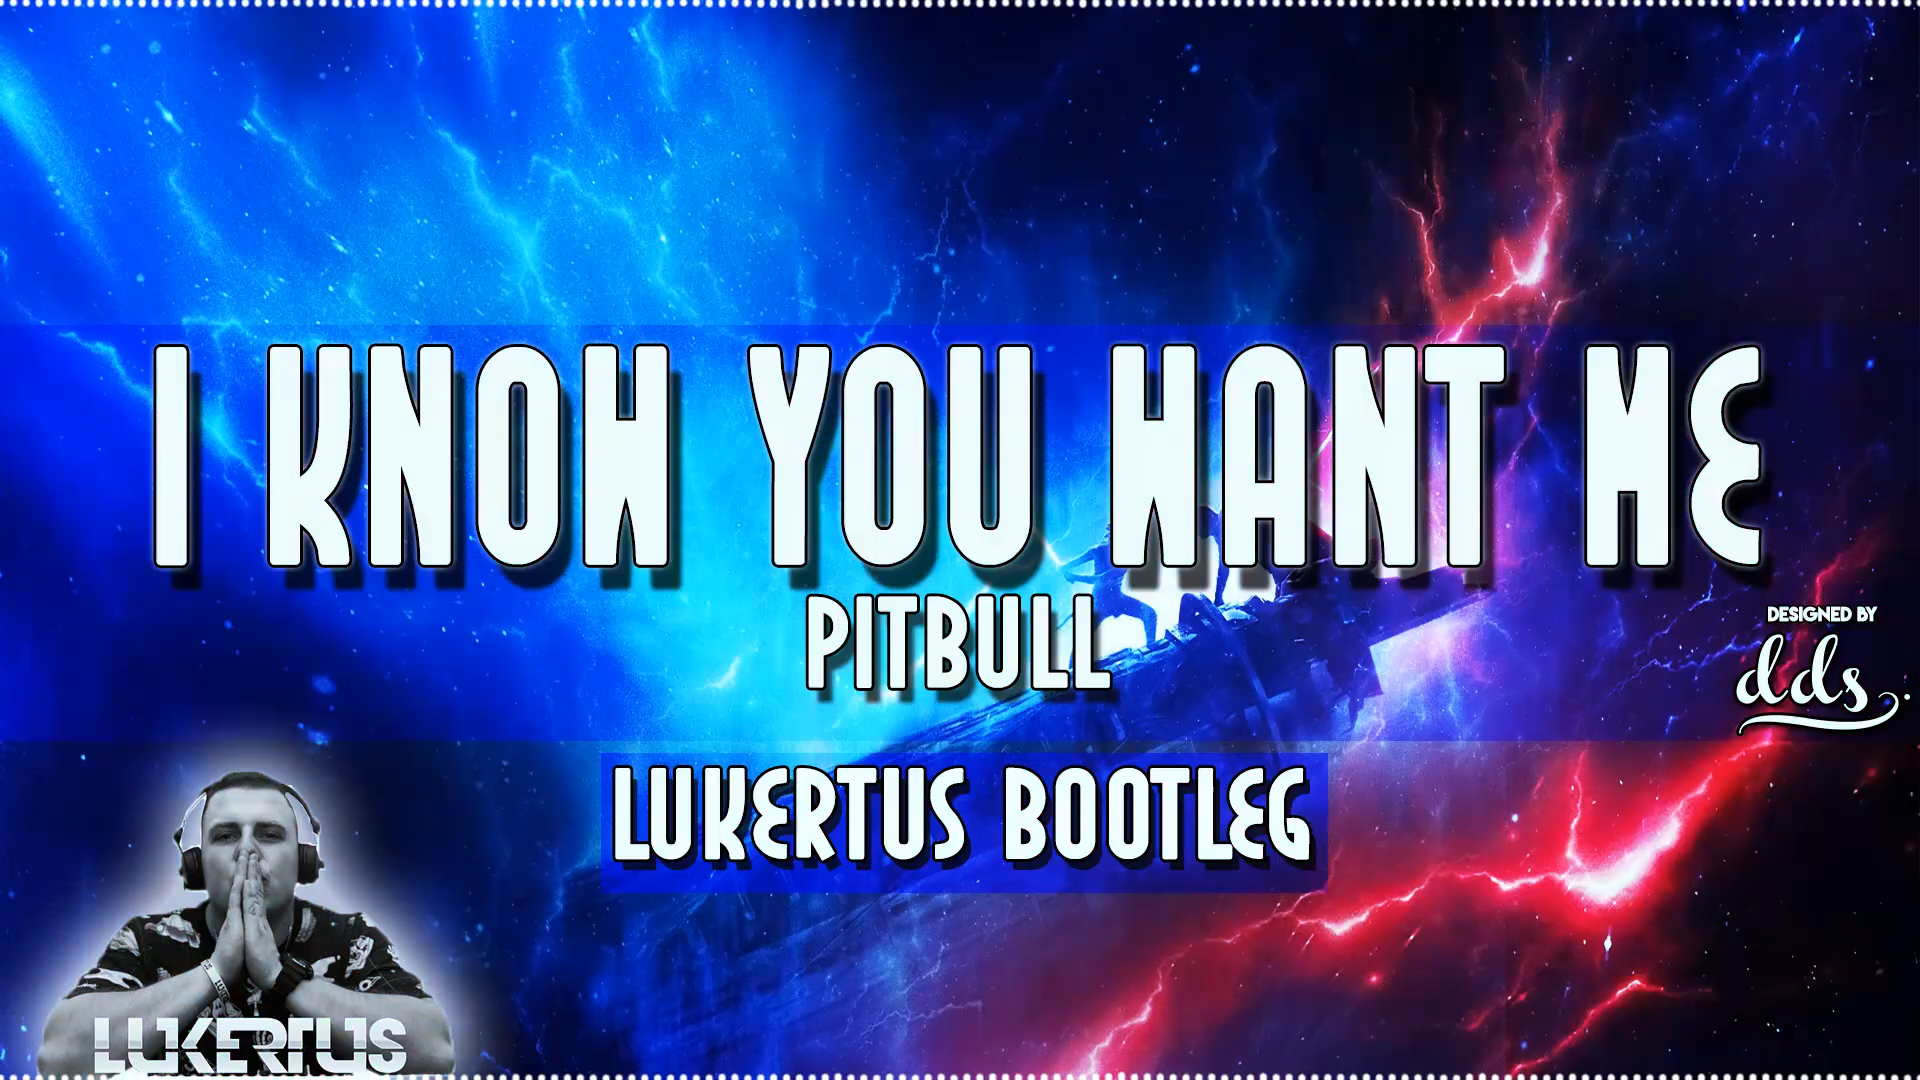 I KNOW YOU WANT ME
PITBULL
DESIGNED BY
dds.
LUKERTUS BOOTLEG
LUKERTUS